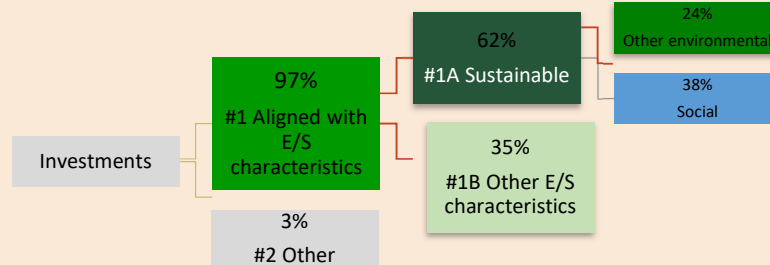 24%
Other environmental
62%
#1A Sustainable
97%
#1 Aligned with
E/S
characteristics
38%
Social
Investments
35%
#1B Other E/S
characteristics
3%
#2 Other